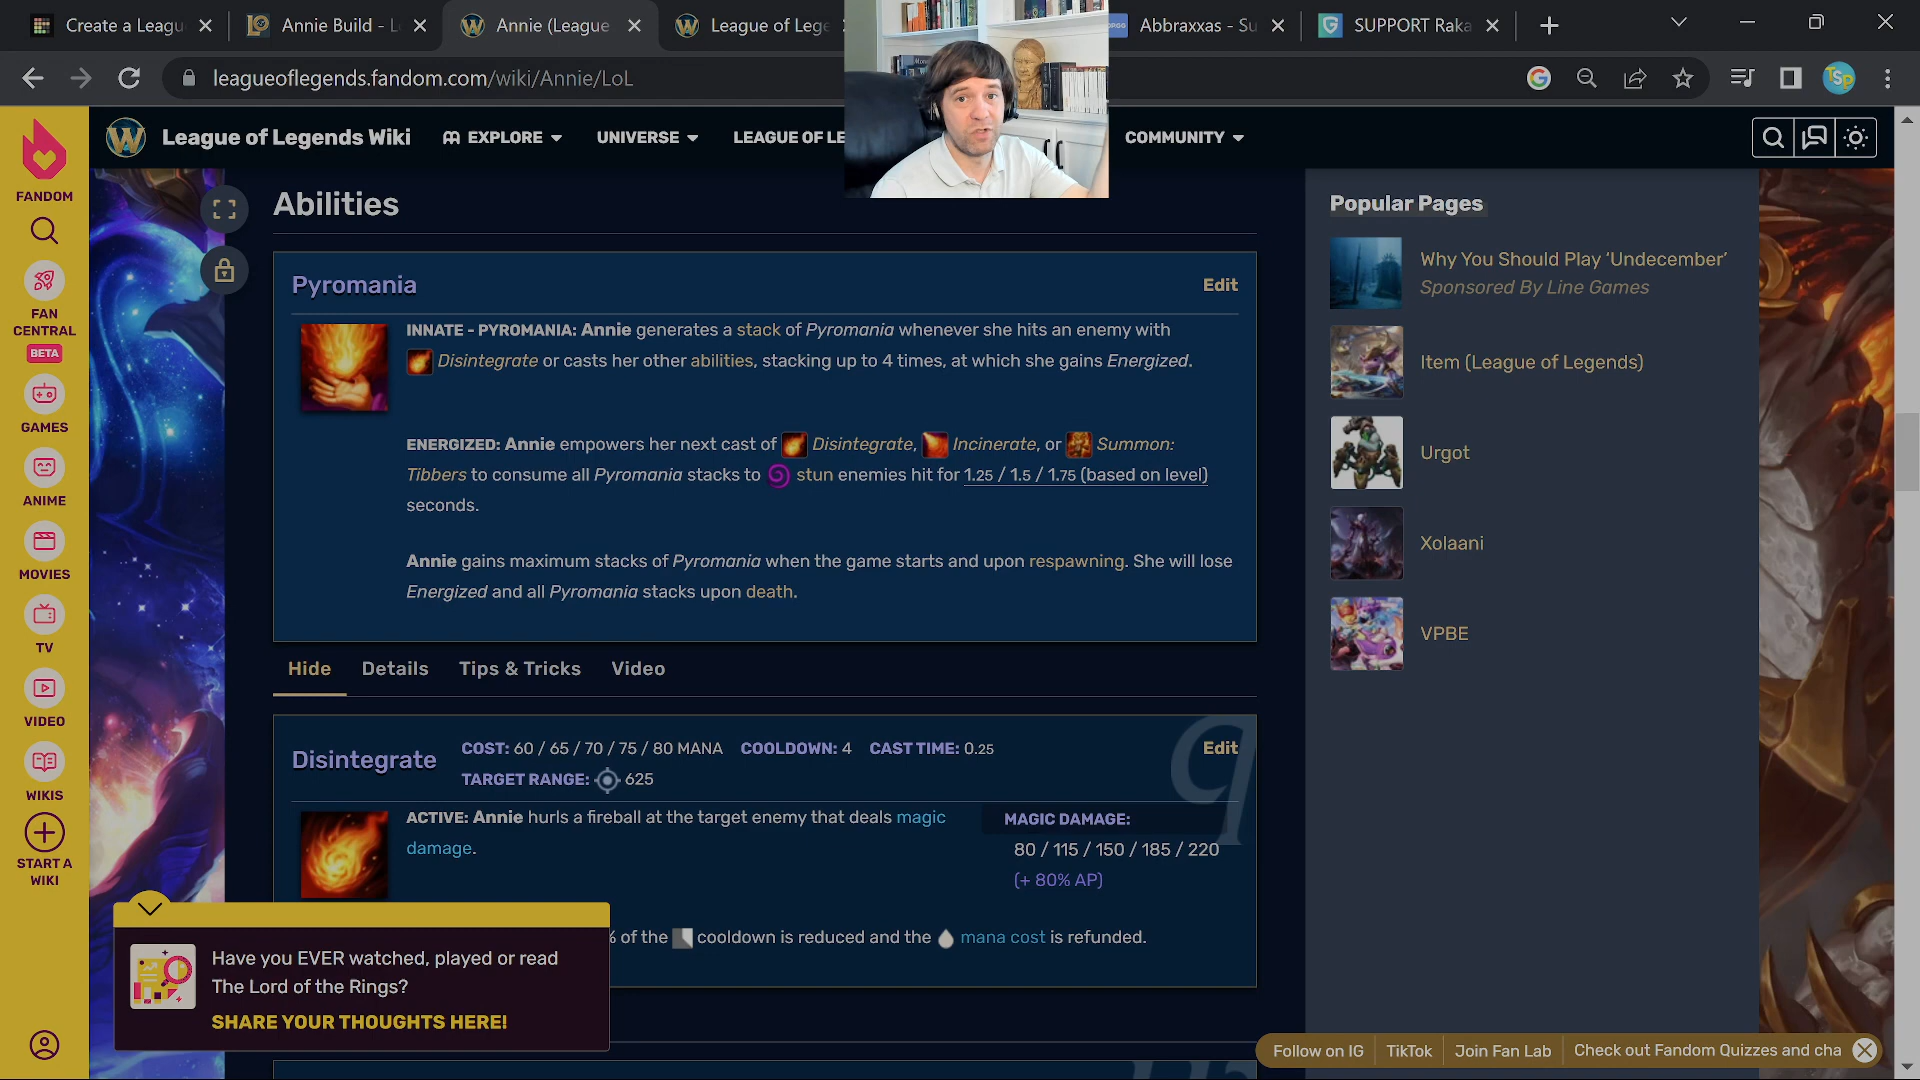 Create a Leagu
Annie Build - L
Annie (League
League of Lege
Abbraxxas - Su
SUPPORT Raka
leagueoflegends.fandom.com/wiki/Annie/LoL
TSp
League of Legends Wiki
EXPLORE
UNIVERSE
LEAGUE OF LE
COMMUNITY
FANDOM
FAN
CENTRAL
BETA
GAMES
ANIME
MOVIES
TV
VIDEO
WIKIS
START A
WIKI
Abilities
Pyromania
Edit
INNATE - PYROMANIA: Annie generates a stack of Pyromania whenever she hits an enemy with
Disintegrate or casts her other abilities, stacking up to 4 times, at which she gains Energized.
ENERGIZED: Annie empowers her next cast of Disintegrate, Incinerate, or Summon:
Tibbers to consume all Pyromania stacks to stun enemies hit for 1.25 / 1.5 / 1.75 (based on level)
seconds.
Annie gains maximum stacks of Pyromania when the game starts and upon respawning. She will lose
Energized and all Pyromania stacks upon death.
Hide Details Tips & Tricks Video
Disintegrate
COST: 60 / 65 / 70 / 75 / 80 MANA COOLDOWN: 4 CAST TIME: 0.25
TARGET RANGE: 625
Edit
q
ACTIVE: Annie hurls a fireball at the target enemy that deals magic
damage.
MAGIC DAMAGE:
80 / 115 / 150 / 185 / 220
(+ 80% AP)
% of the cooldown is reduced and the mana cost is refunded.
Have you EVER watched, played or read
The Lord of the Rings?
SHARE YOUR THOUGHTS HERE!
Popular Pages
Why You Should Play ‘Undecember’
Sponsored By Line Games
Item (League of Legends)
Urgot
Xolaani
VPBE
Follow on IG
TikTok
Join Fan Lab
Check out Fandom Quizzes and cha